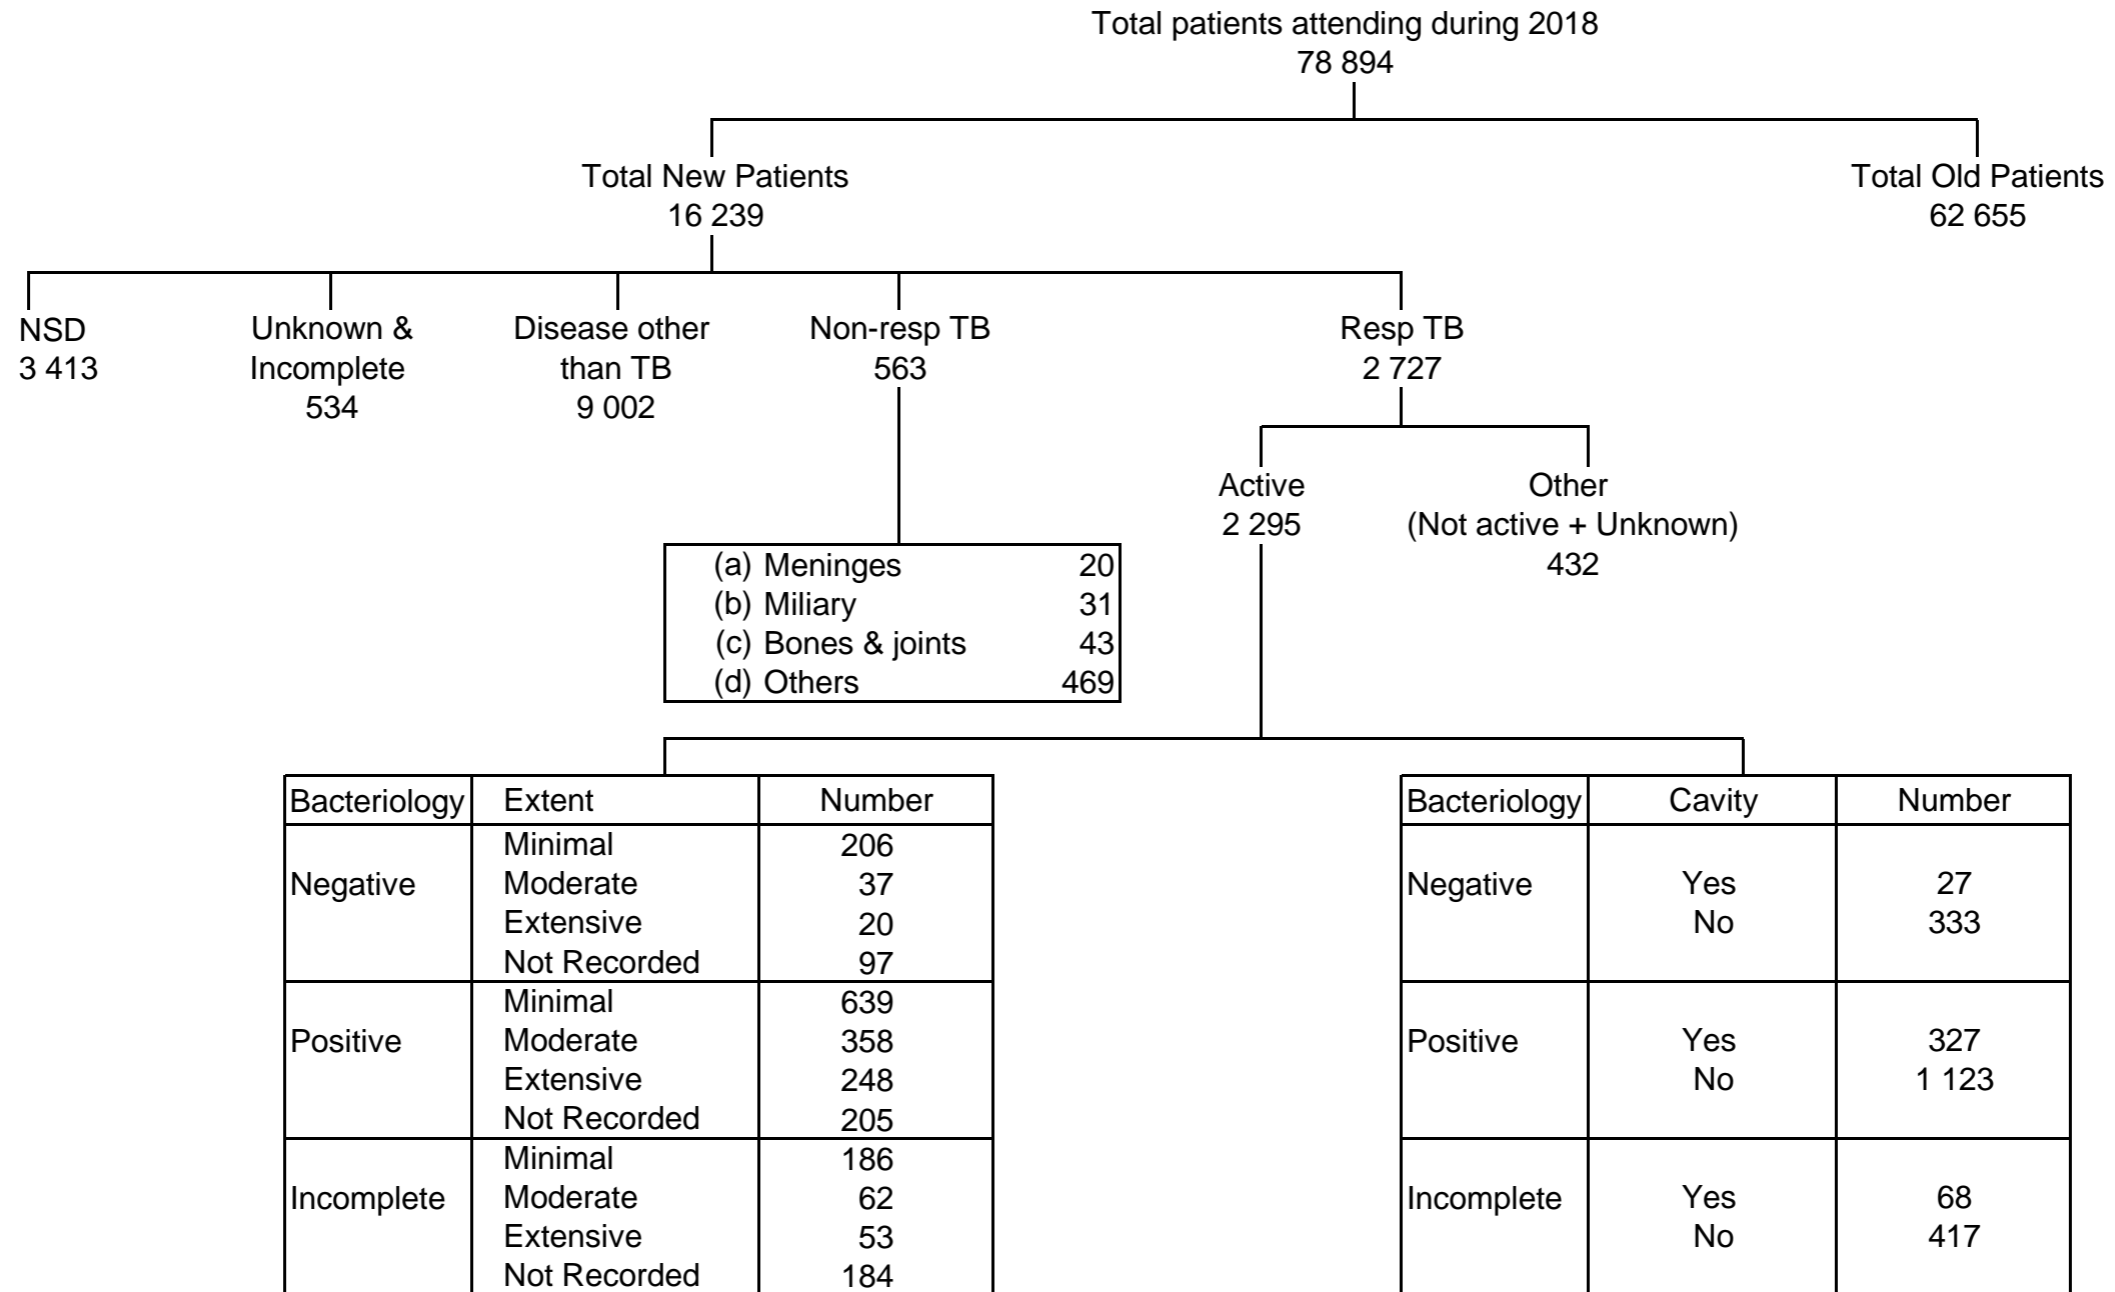 Total patients attending during 2018
78 894
Total New Patients
16 239
Total Old Patients
62 655
NSD
3 413
Unknown &
Incomplete
534
Disease other
than TB
9 002
Non-resp TB
563
Resp TB
2 727
Active
2 295
Other
(Not active + Unknown)
432
(a) Meninges 20
(b) Miliary 31
(c) Bones & joints 43
(d) Others 469
Bacteriology Extent Number
Minimal 206
Negative Moderate 37
Extensive 20
Not Recorded 97
Minimal 639
Positive Moderate 358
Extensive 248
Not Recorded 205
Minimal 186
Incomplete Moderate 62
Extensive 53
Not Recorded 184
Bacteriology Cavity Number
Negative Yes 27
No 333
Positive Yes 327
No 1 123
Incomplete Yes 68
No 417